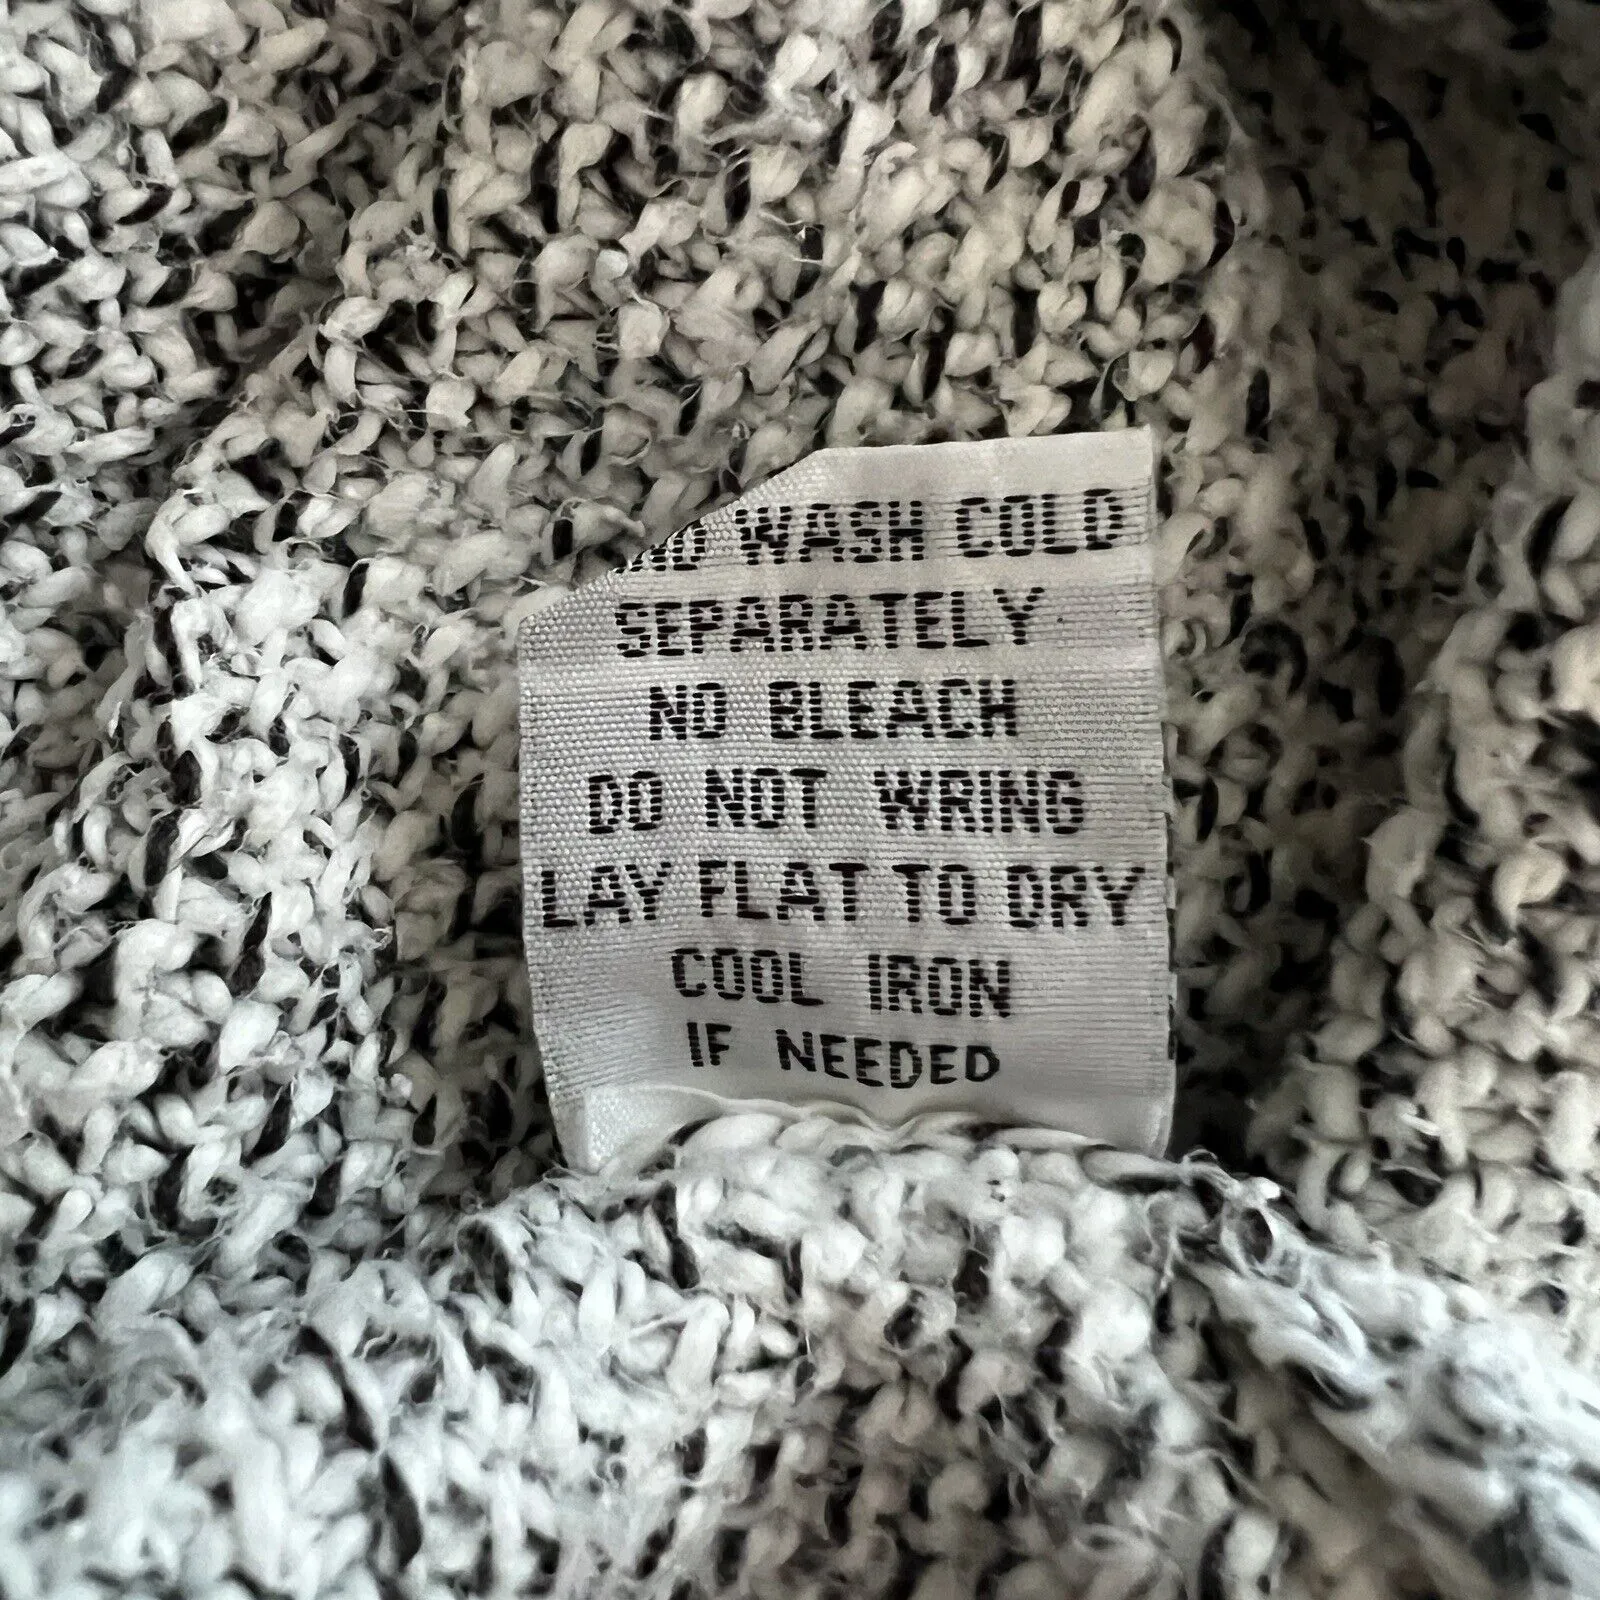 WASH COLD
SEPARATELY
NO BLEACH
DO NOT WRING
LAY FLAT TO DRY
COOL IRON
IF NEEDED